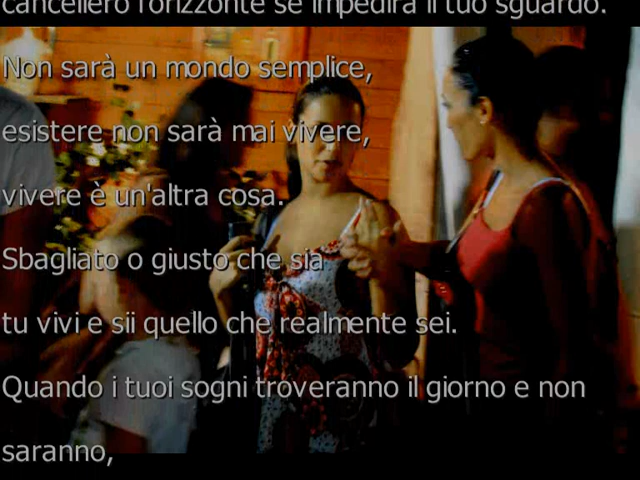 cancellerò l'orizzonte se impedirà il tuo sguardo.
Non sarà un mondo semplice,
esistere non sarà mai vivere,
vivere è un'altra cosa.
Sbagliato o giusto che sia
tu vivi e sii quello che realmente sei.
Quando i tuoi sogni troveranno il giorno e non
saranno,